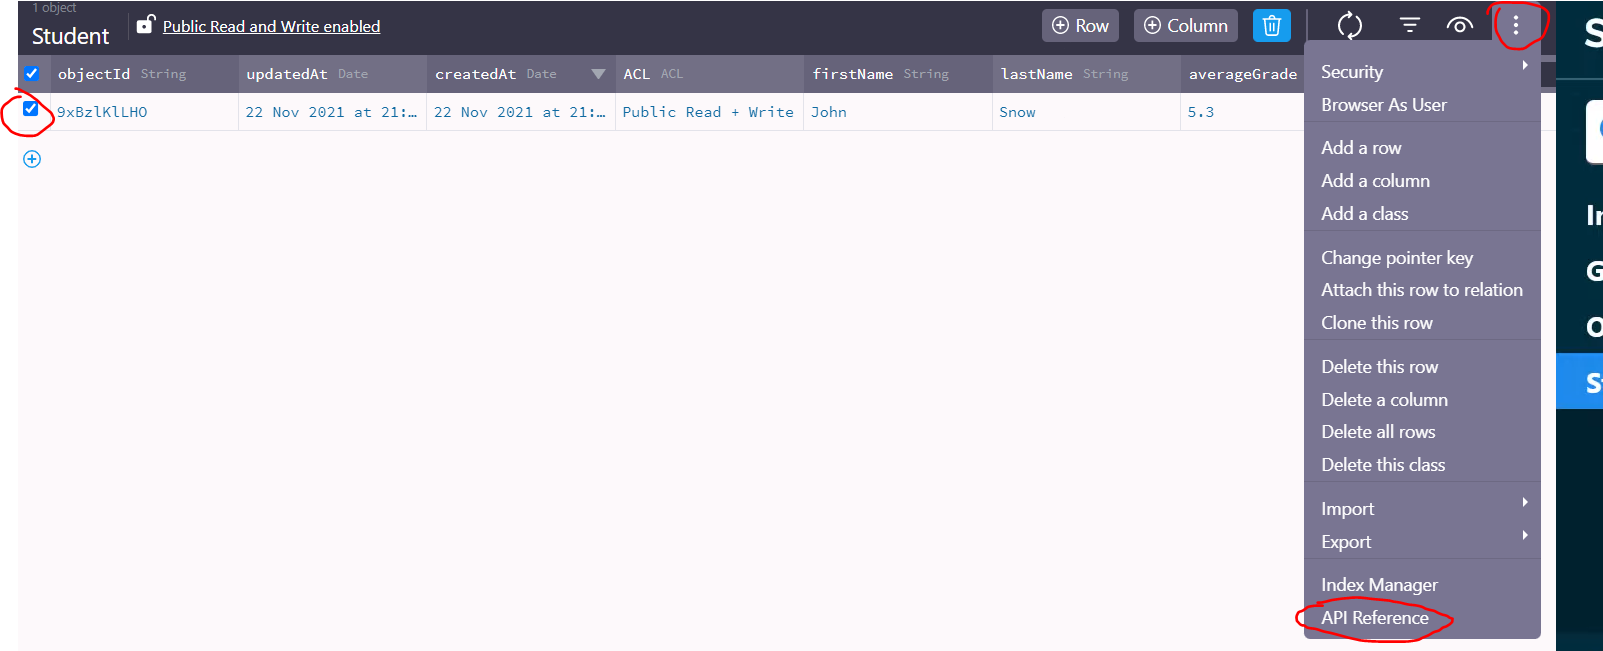 1 object
Student
Public Read and Write enabled
Row
Column
objectId String updatedAt Date createdAt Date ACL ACL firstName String lastName String averageGrade
9xBzlKlLHO 22 Nov 2021 at 21:… 22 Nov 2021 at 21:… Public Read + Write John Snow 5.3
Security
Browser As User
Add a row
Add a column
Add a class
Change pointer key
Attach this row to relation
Clone this row
Delete this row
Delete a column
Delete all rows
Delete this class
Import
Export
Index Manager
API Reference